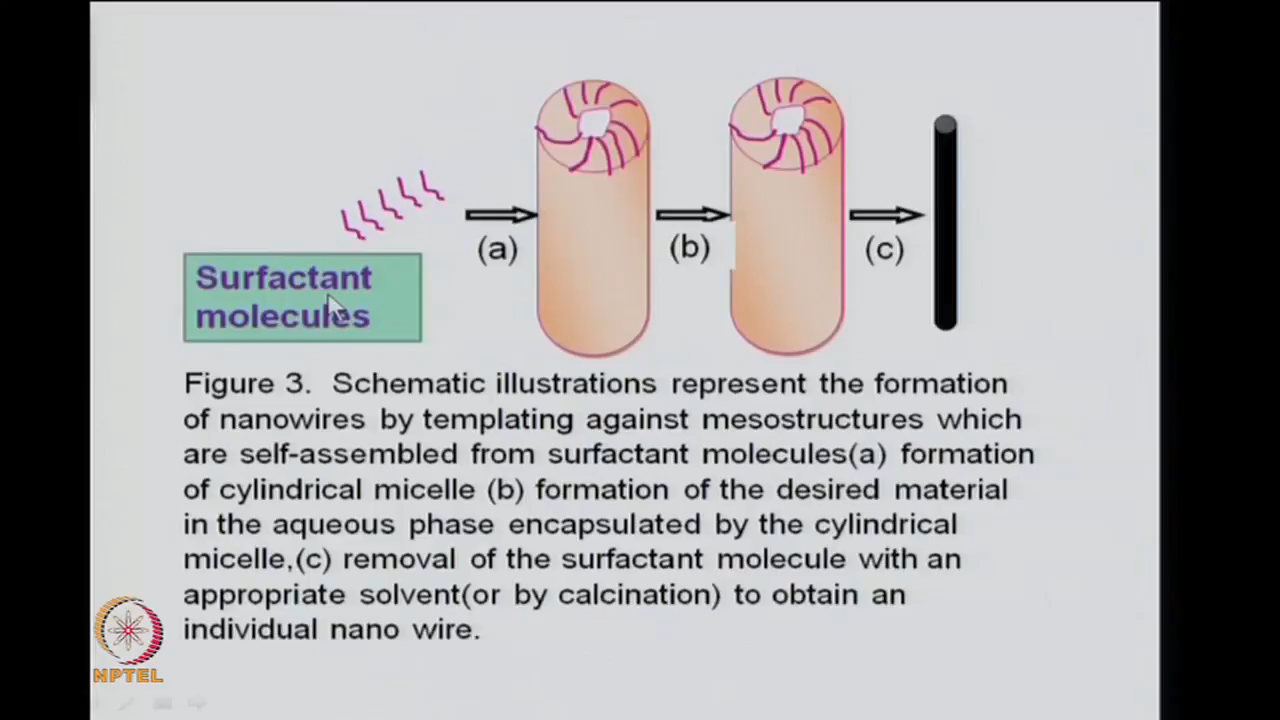 (a)
(b)
(c)
Surfactant
molecules
Figure 3. Schematic illustrations represent the formation
of nanowires by templating against mesostructures which
are self-assembled from surfactant molecules(a) formation
of cylindrical micelle (b) formation of the desired material
in the aqueous phase encapsulated by the cylindrical
micelle,(c) removal of the surfactant molecule with an
appropriate solvent(or by calcination) to obtain an
individual nano wire.
NPTEL